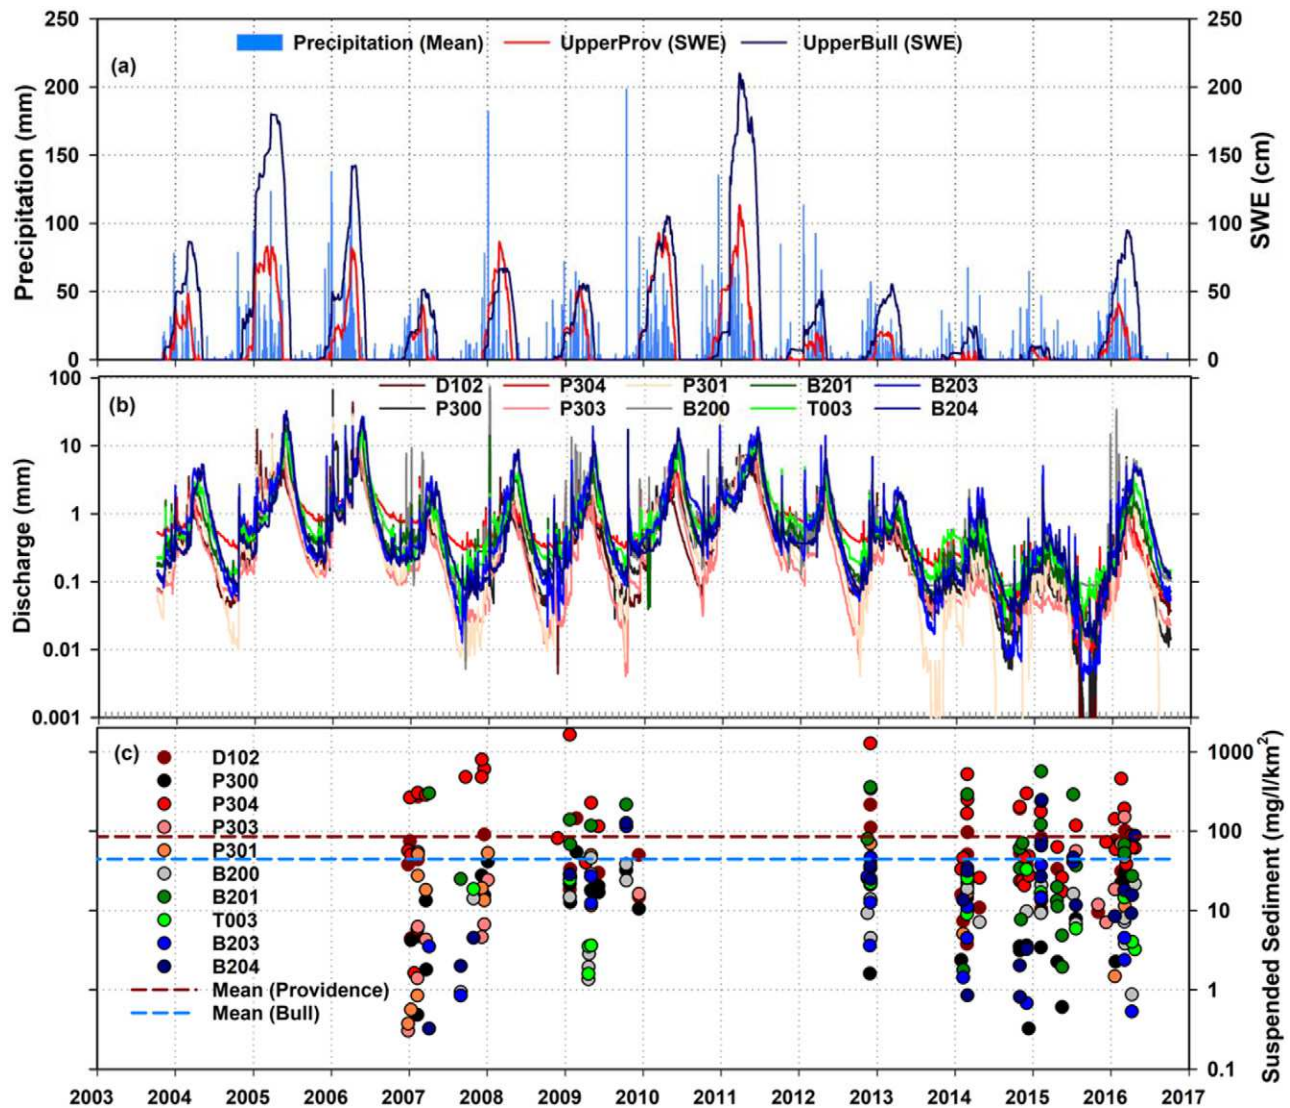 250
200
150
100
50
0
Precipitation (mm)
(a)
Precipitation (Mean) UpperProv (SWE) UpperBull (SWE)
250
200
150
100
50
0
SWE (cm)
100
10
1
0.1
0.01
0.001
Discharge (mm)
(b)
D102 P304 P301 B201 B203
P300 P303 B200 T003 B204
(c)
D102
P300
P304
P303
P301
B200
B201
T003
B203
B204
Mean (Providence)
Mean (Bull)
1000
100
10
1
0.1
Suspended Sediment (mg/l/km²)
2003 2004 2005 2006 2007 2008 2009 2010 2011 2012 2013 2014 2015 2016 2017